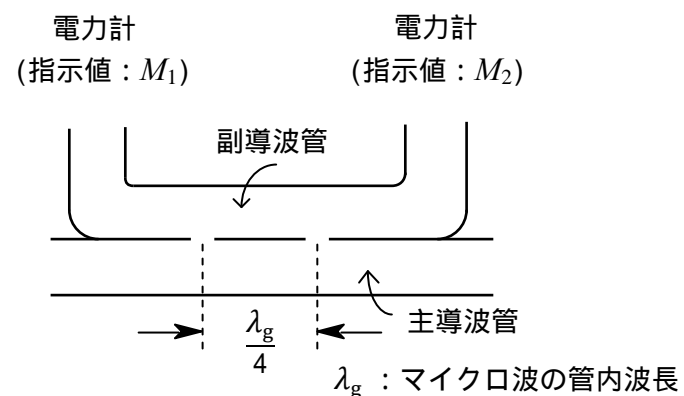 電力計
(指示値：M₁)
電力計
(指示値：M₂)
副導波管
主導波管
λg
4
λg ：マイクロ波の管内波長